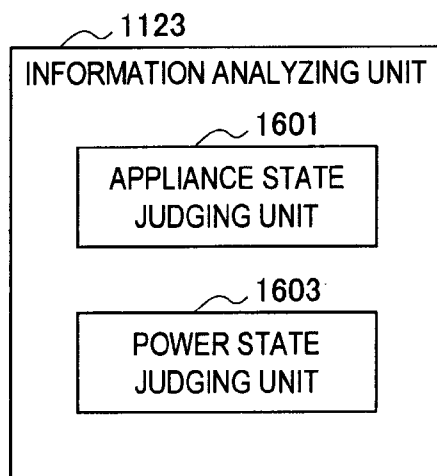 1123
INFORMATION ANALYZING UNIT
1601
APPLIANCE STATE
JUDGING UNIT
1603
POWER STATE
JUDGING UNIT